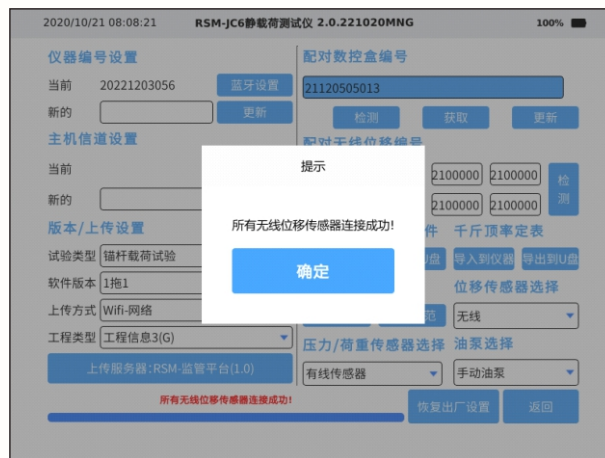 2020/10/21 08:08:21 RSM-JC6静载荷测试仪 2.0.221020MNG 100%
仪器编号设置
当前 20221203056 蓝牙设置
新的 更新
主机信道设置
当前
新的
版本/上传设置
试验类型 锚杆载荷试验
软件版本 1拖1
上传方式 Wifi-网络
工程类型 工程信息3(G)
上传服务器:RSM-监管平台(1.0)
所有无线位移传感器连接成功!
配对数控盒编号
21120505013
检测 获取 更新
配对无线位移编号
2100000 2100000 检测
2100000 2100000
件 千斤顶率定表
U盘 导入到仪器 导出到U盘
位移传感器选择
范 无线
压力/荷重传感器选择 油泵选择
有线传感器 手动油泵
恢复出厂设置 返回
提示
所有无线位移传感器连接成功!
确定